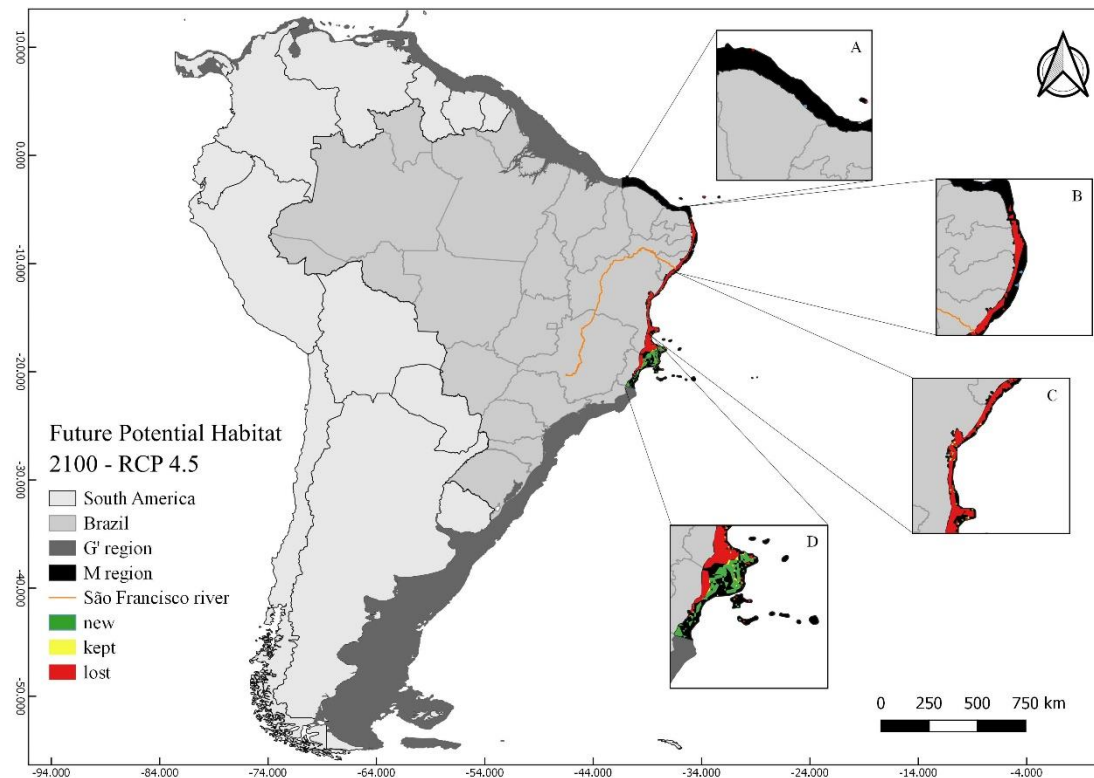 10.000
0.000
-10.000
-20.000
-30.000
-40.000
-50.000
A
B
C
D
Future Potential Habitat
2100 - RCP 4.5
South America
Brazil
G' region
M region
São Francisco river
new
kept
lost
0 250 500 750 km
-94.000 -84.000 -74.000 -64.000 -54.000 -44.000 -34.000 -24.000 -14.000 -4.000